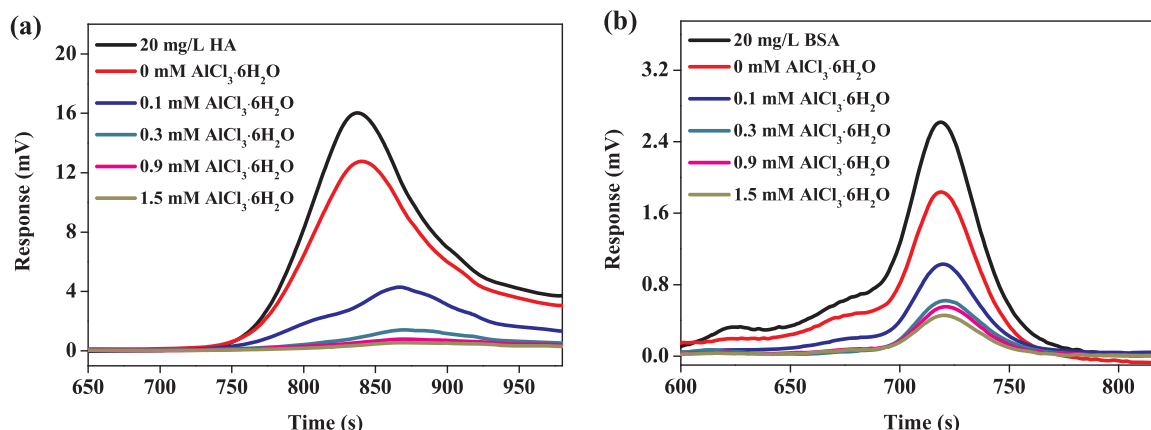 (a)
20
16
12
8
4
0
Response (mV)
20 mg/L HA
0 mM AlCl₃·6H₂O
0.1 mM AlCl₃·6H₂O
0.3 mM AlCl₃·6H₂O
0.9 mM AlCl₃·6H₂O
1.5 mM AlCl₃·6H₂O
650 700 750 800 850 900 950
Time (s)
(b)
3.2
2.4
1.6
0.8
0.0
Response (mV)
20 mg/L BSA
0 mM AlCl₃·6H₂O
0.1 mM AlCl₃·6H₂O
0.3 mM AlCl₃·6H₂O
0.9 mM AlCl₃·6H₂O
1.5 mM AlCl₃·6H₂O
600 650 700 750 800
Time (s)